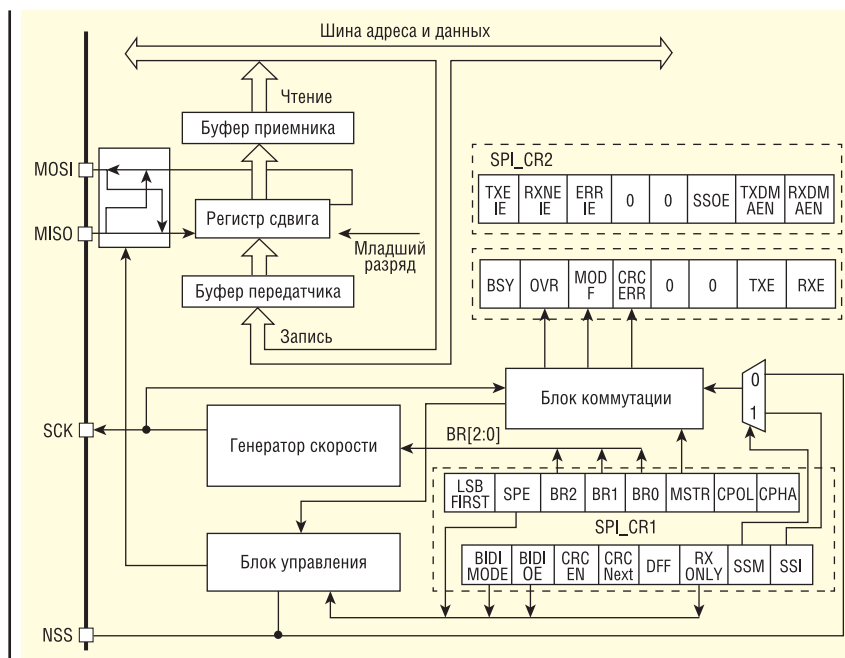 Шина адреса и данных
Чтение
Буфер приемника
MOSI
MISO
Регистр сдвига
Младший
разряд
Буфер передатчика
Запись
SPI_CR2
TXE
IE
RXNE
IE
ERR
IE
0
0
SSOE
TXDM
AEN
RXDM
AEN
BSY
OVR
MOD
F
CRC
ERR
0
0
TXE
RXE
Блок коммутации
0
1
SCK
Генератор скорости
BR[2:0]
LSB
FIRST
SPE
BR2
BR1
BR0
MSTR
CPOL
CPHA
SPI_CR1
Блок управления
BIDI
MODE
BIDI
OE
CRC
EN
CRC
Next
DFF
RX
ONLY
SSM
SSI
NSS